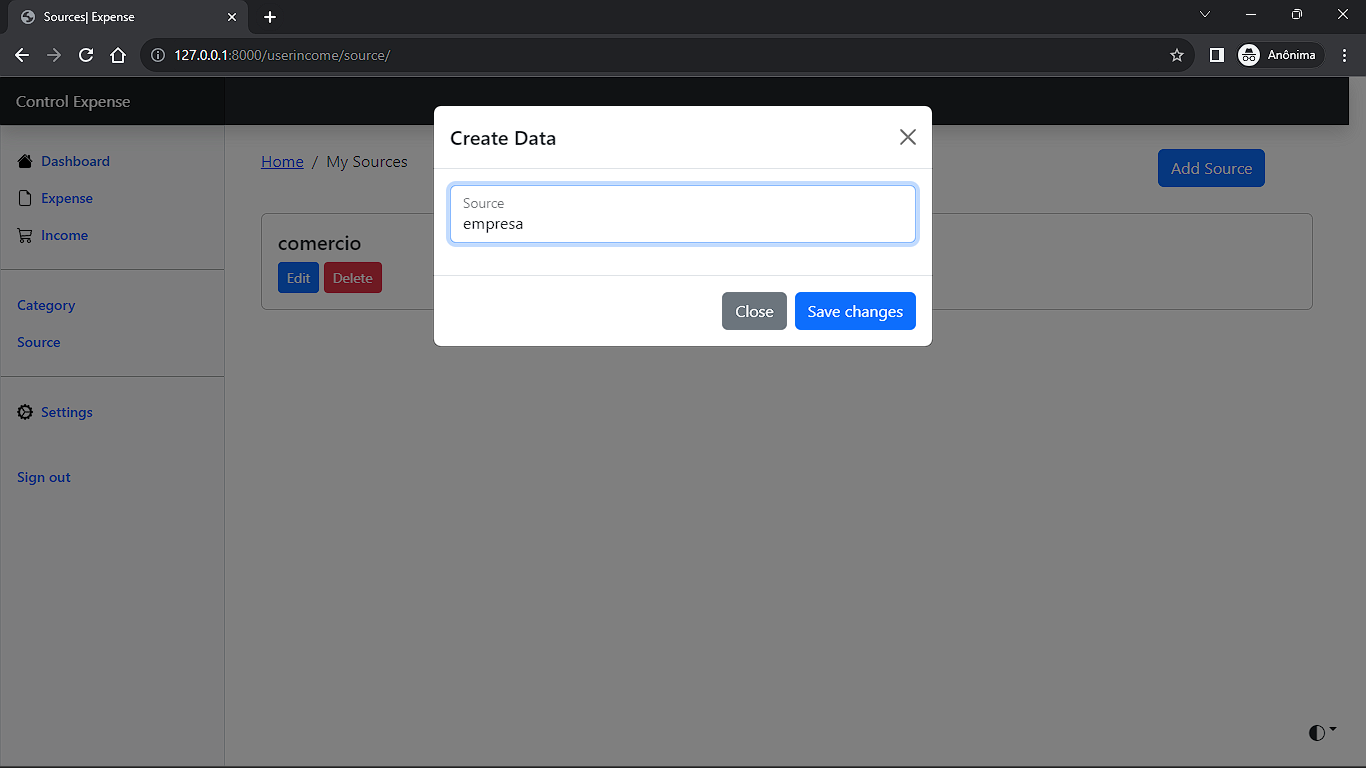 Sources| Expense
127.0.0.1:8000/userincome/source/
Anônima
Control Expense
Dashboard
Expense
Income
Category
Source
Settings
Sign out
Home / My Sources
Add Source
comercio
Edit Delete
Create Data
Source
empresa
Close Save changes